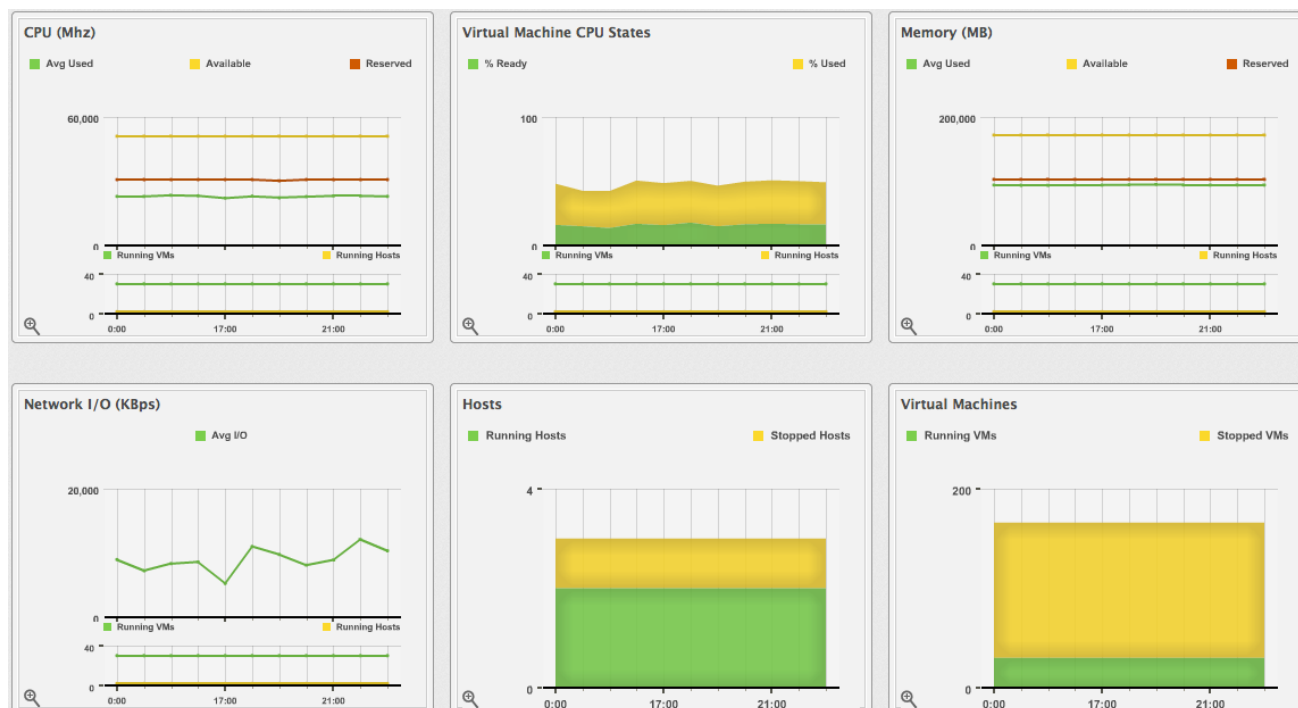 CPU (Mhz)
Avg Used Available Reserved
60,000
0
Running VMs Running Hosts
40
0
0:00 17:00 21:00
Virtual Machine CPU States
% Ready % Used
100
0
Running VMs Running Hosts
40
0
0:00 17:00 21:00
Memory (MB)
Avg Used Available Reserved
200,000
0
Running VMs Running Hosts
40
0
0:00 17:00 21:00
Network I/O (KBps)
Avg I/O
20,000
0
Running VMs Running Hosts
40
0
0:00 17:00 21:00
Hosts
Running Hosts Stopped Hosts
4
0
0:00 17:00 21:00
Virtual Machines
Running VMs Stopped VMs
200
0
0:00 17:00 21:00